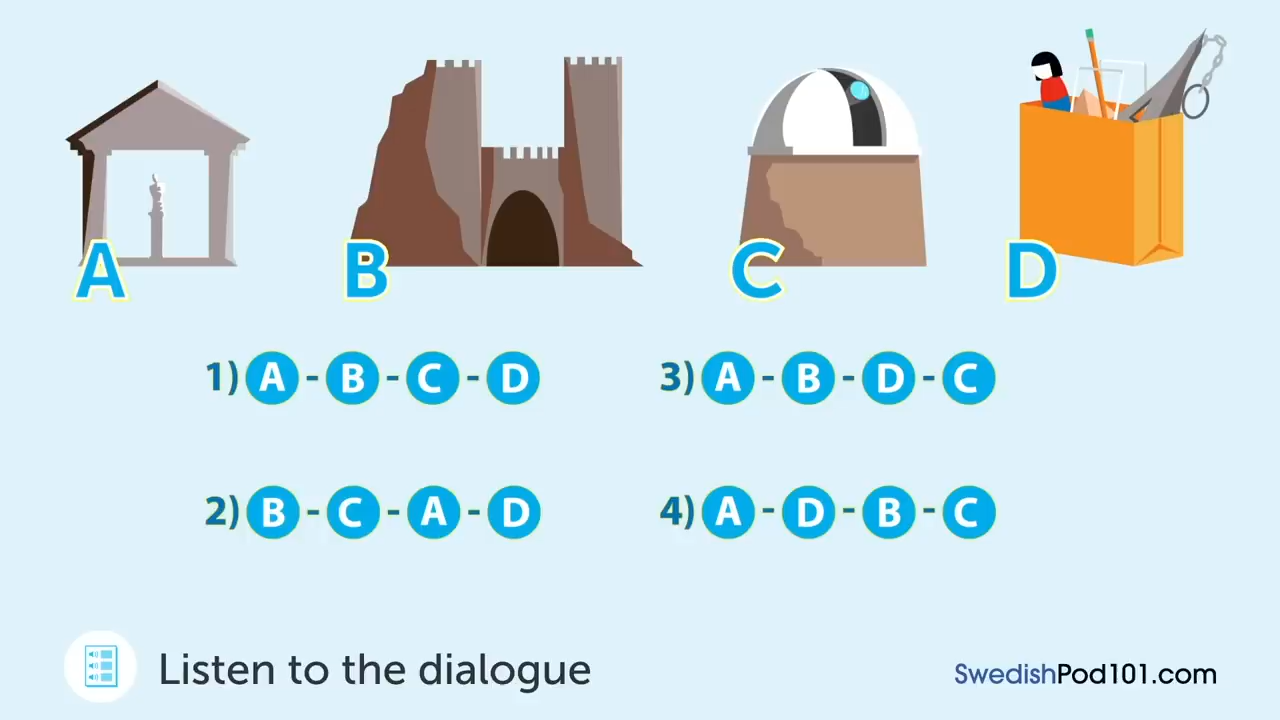 A B C D
1) A - B - C - D
3) A - B - D - C
2) B - C - A - D
4) A - D - B - C
Listen to the dialogue
SwedishPod101.com